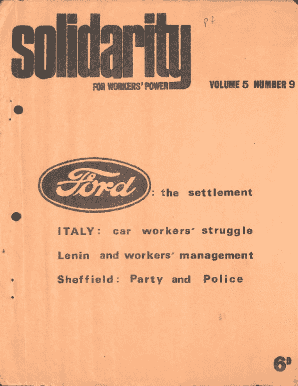 p2
solidarity
FOR WORKERS' POWER
VOLUME 5 NUMBER 9
Ford : the settlement
ITALY: car workers' struggle
Lenin and workers' management
Sheffield: Party and Police
6D